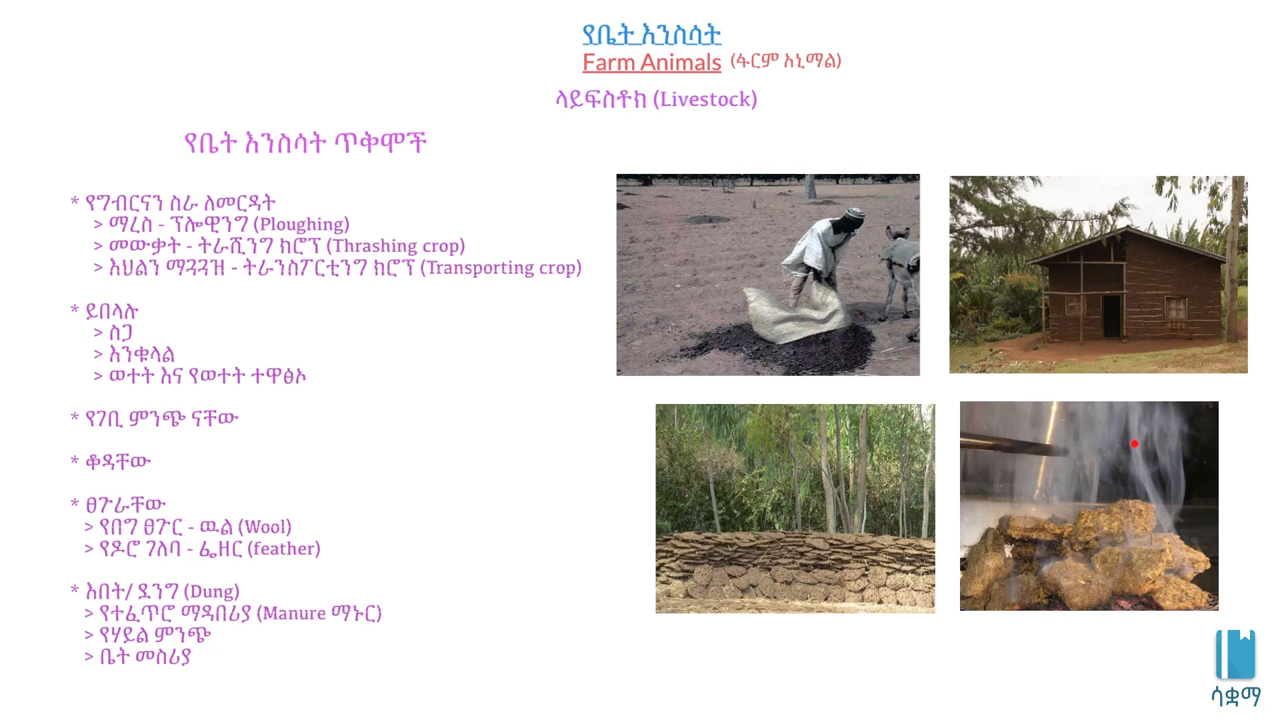 የቤት እንስሳት
Farm Animals (ፋርም አኒማል)
ላይፍስቶክ (Livestock)
የቤት እንስሳት ጥቅሞች
* የግብርናን ስራ ለመርዳት
> ማረስ - ፕሎዊንግ (Ploughing)
> መውቃት - ትራሺንግ ክሮፕ (Thrashing crop)
> እህልን ማጓጓዝ - ትራንስፖርቲንግ ክሮፕ (Transporting crop)
* ይበላሉ
> ስጋ
> እንቁላል
> ወተት እና የወተት ተዋፅኦ
* የገቢ ምንጭ ናቸው
* ቆዳቸው
* ፀጉራቸው
> የበግ ፀጉር - ዉል (Wool)
> የዶሮ ገለባ - ፌዘር (feather)
* እበት/ ደንግ (Dung)
> የተፈጥሮ ማዳበሪያ (Manure ማኑር)
> የሃይል ምንጭ
> ቤት መስሪያ
ሳቋማ